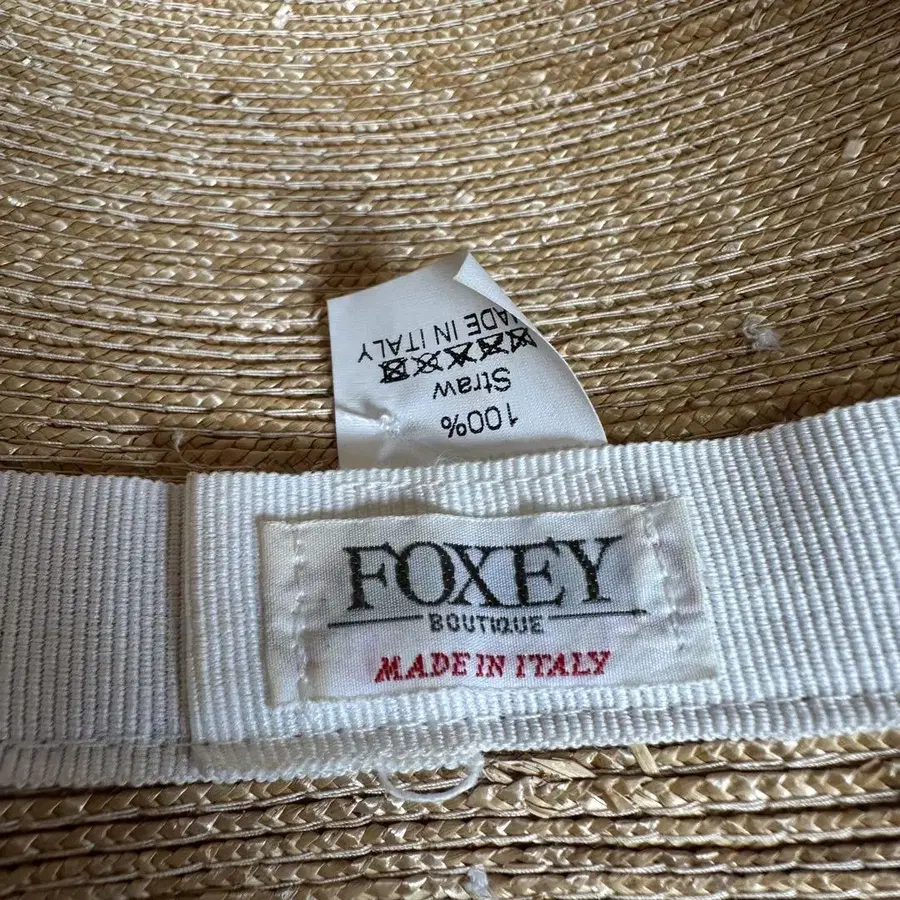 100%
Straw
MADE IN ITALY
FOXEY
BOUTIQUE
MADE IN ITALY